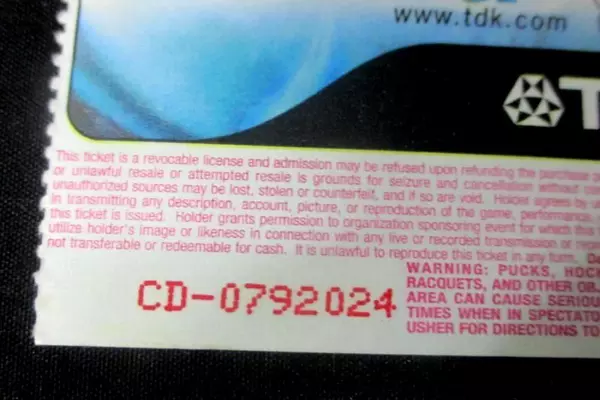 www.tdk.com
This ticket is a revocable license and admission may be refused upon refunding the purchase
or unlawful resale or attempted resale is grounds for seizure and cancellation without
unauthorized sources may be lost, stolen or counterfeit, and if so are void. Holder agrees by
in transmitting any description, account, picture, or reproduction of the game, performance,
this ticket is issued. Holder grants permission to organization sponsoring event for which this
utilize holder's image or likeness in connection with any live or recorded transmission or
not transferable or redeemable for cash. It is unlawful to reproduce this ticket in any form.
WARNING: PUCKS,
RACQUETS, AND OTHER
AREA CAN CAUSE
TIMES WHEN IN
USHER FOR DIRECTIONS TO
CD-0792024